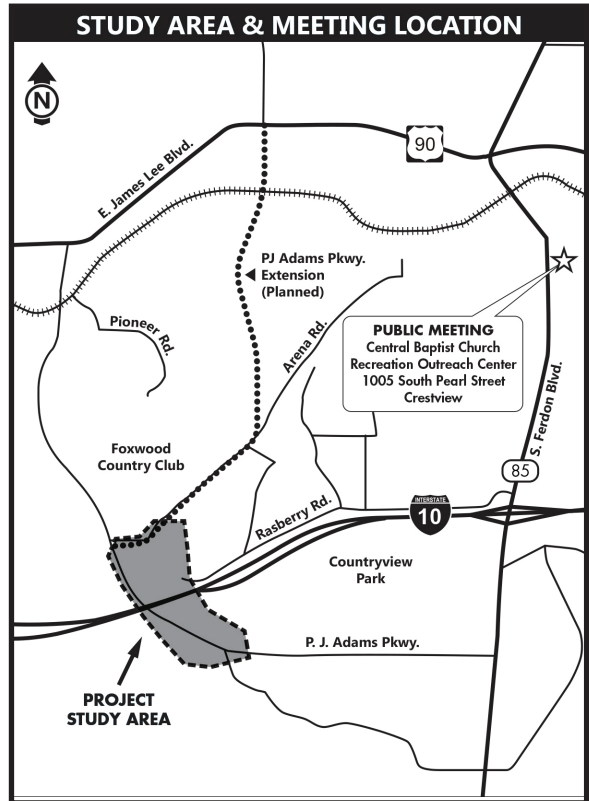 STUDY AREA & MEETING LOCATION
N
90
E. James Lee Blvd.
PJ Adams Pkwy.
Extension
(Planned)
Pioneer Rd.
Arena Rd.
PUBLIC MEETING
Central Baptist Church
Recreation Outreach Center
1005 South Pearl Street
Crestview
S. Ferdon Blvd.
Foxwood
Country Club
85
Rasberry Rd.
INTERSTATE
10
Countryview
Park
P. J. Adams Pkwy.
PROJECT
STUDY AREA